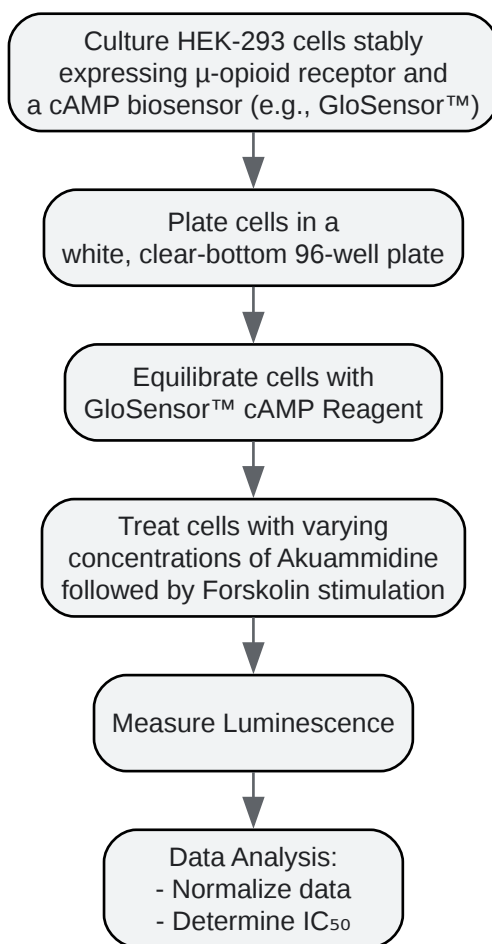 Culture HEK-293 cells stably
expressing µ-opioid receptor and
a cAMP biosensor (e.g., GloSensor™)
Plate cells in a
white, clear-bottom 96-well plate
Equilibrate cells with
GloSensor™ cAMP Reagent
Treat cells with varying
concentrations of Akuammidine
followed by Forskolin stimulation
Measure Luminescence
Data Analysis:
- Normalize data
- Determine IC₅₀